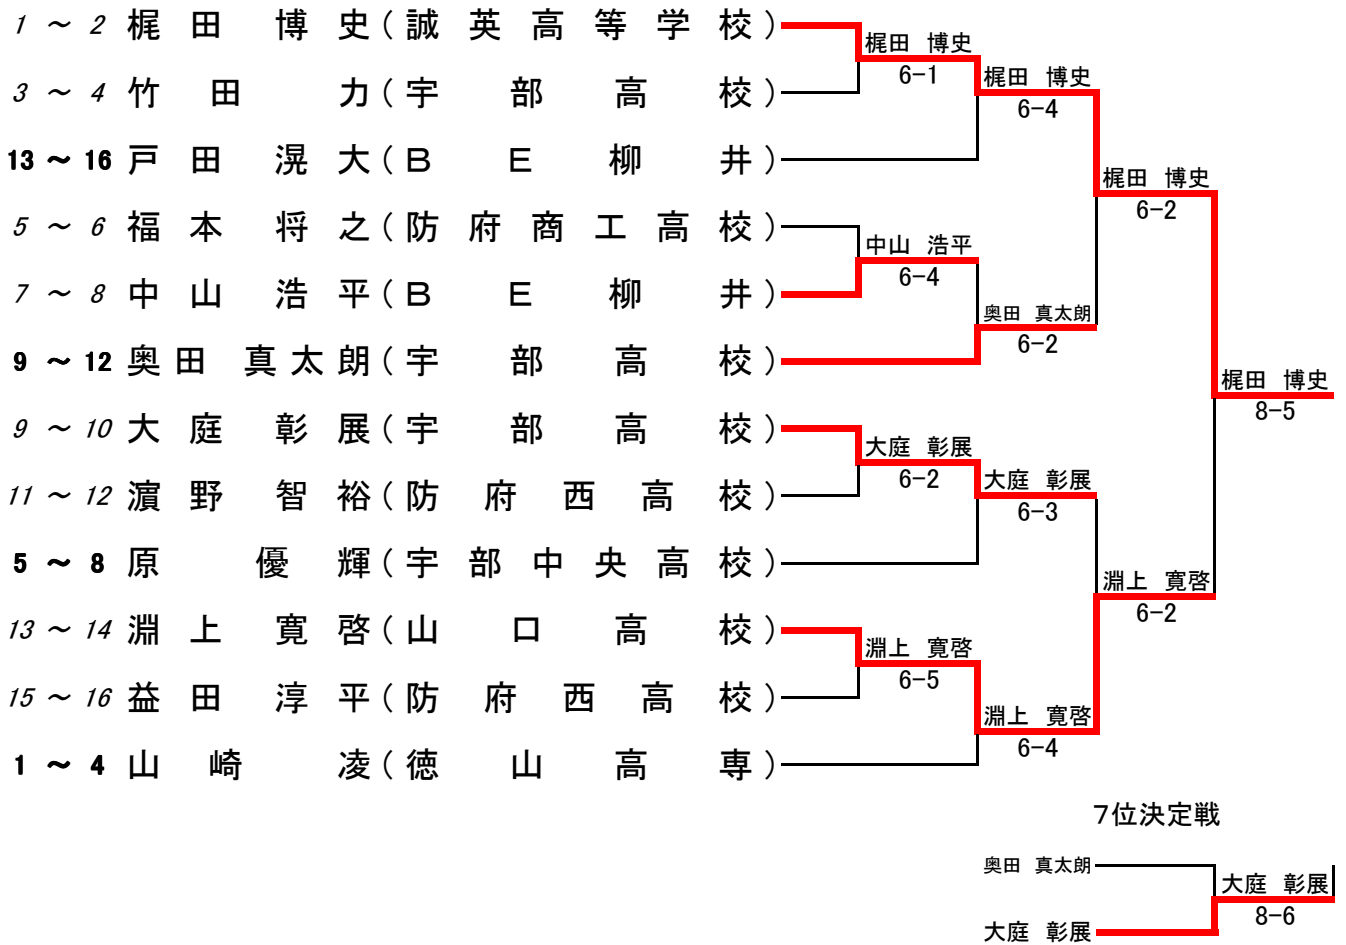 1 ～ 2 梶田 博史(誠英高等学校)
梶田 博史
6-1
梶田 博史
6-4
3 ～ 4 竹田 力(宇部高校)
13 ～ 16 戸田 滉大(ＢＥ柳井)
梶田 博史
6-2
5 ～ 6 福本 将之(防府商工高校)
中山 浩平
6-4
7 ～ 8 中山 浩平(ＢＥ柳井)
奥田 真太朗
6-2
9 ～ 12 奥田 真太朗(宇部高校)
梶田 博史
8-5
9 ～ 10 大庭 彰展(宇部高校)
大庭 彰展
6-2
大庭 彰展
6-3
11 ～ 12 濵野 智裕(防府西高校)
5 ～ 8 原 優輝(宇部中央高校)
淵上 寛啓
6-2
13 ～ 14 淵上 寛啓(山口高校)
淵上 寛啓
6-5
15 ～ 16 益田 淳平(防府西高校)
淵上 寛啓
6-4
1 ～ 4 山崎 凌(徳山高専)
７位決定戦
奥田 真太朗
大庭 彰展
8-6
大庭 彰展